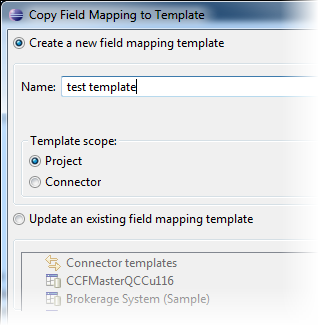 Copy Field Mapping to Template
Create a new field mapping template
Name: test template
Template scope:
Project
Connector
Update an existing field mapping template
Connector templates
CCFMasterQCCu116
Brokerage System (Sample)